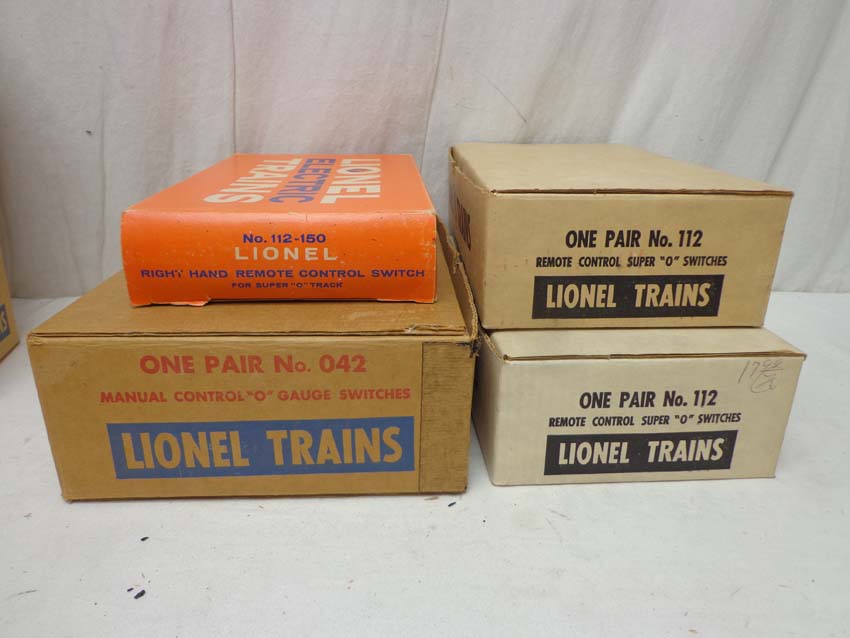 LIONEL
ELECTRIC
TRAINS
No. 112-150
LIONEL
RIGHT HAND REMOTE CONTROL SWITCH
FOR SUPER "O" TRACK
ONE PAIR No. 042
MANUAL CONTROL "O" GAUGE SWITCHES
LIONEL TRAINS
ONE PAIR No. 112
REMOTE CONTROL SUPER "O" SWITCHES
LIONEL TRAINS
ONE PAIR No. 112
REMOTE CONTROL SUPER "O" SWITCHES
LIONEL TRAINS